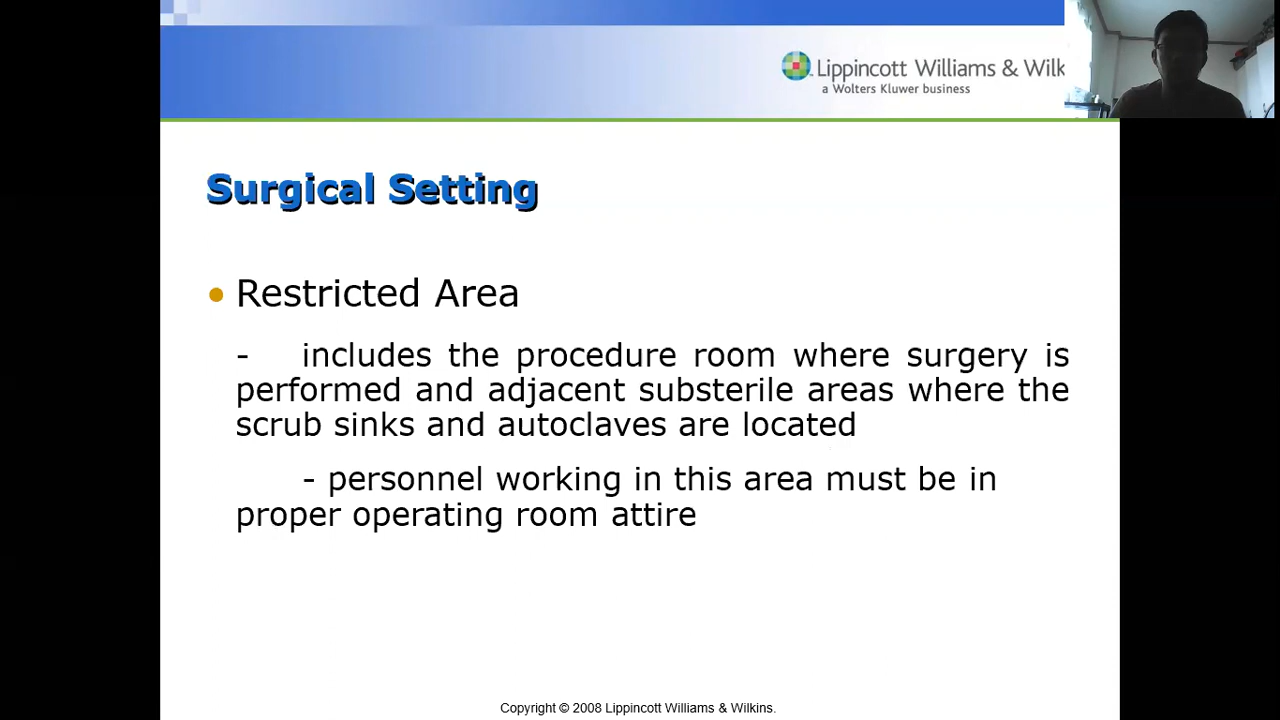 Lippincott Williams & Wilk
a Wolters Kluwer business
Surgical Setting
• Restricted Area
- includes the procedure room where surgery is
performed and adjacent substerile areas where the
scrub sinks and autoclaves are located
- personnel working in this area must be in
proper operating room attire
Copyright © 2008 Lippincott Williams & Wilkins.